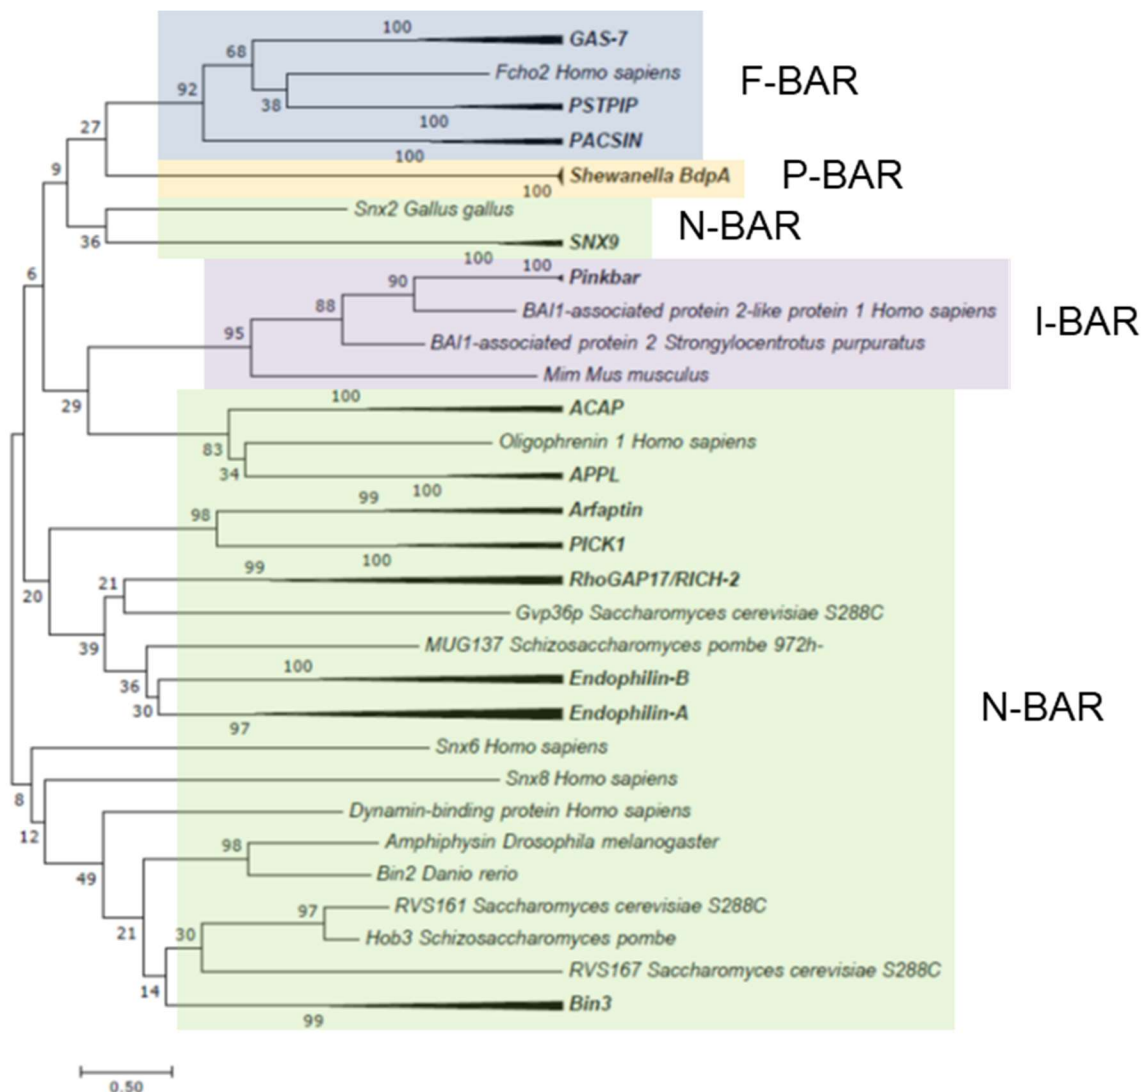 100
GAS-7
68
Fcho2 Homo sapiens
F-BAR
92
38
PSTPIP
100
27
PACSIN
100
9
Shewanella BdpA
P-BAR
100
Snx2 Gallus gallus
N-BAR
36
SNX9
100
100
6
Pinkbar
90
BAI1-associated protein 2-like protein 1 Homo sapiens
88
I-BAR
95
BAI1-associated protein 2 Strongylocentrotus purpuratus
Mim Mus musculus
29
100
ACAP
83
Oligophrenin 1 Homo sapiens
34
APPL
100
99
98
Arfaptin
PICK1
100
99
21
RhoGAP17/RICH-2
20
Gvp36p Saccharomyces cerevisiae S288C
39
MUG137 Schizosaccharomyces pombe 972h-
100
36
Endophilin-B
30
Endophilin-A
N-BAR
97
Snx6 Homo sapiens
8
Snx8 Homo sapiens
12
Dynamin-binding protein Homo sapiens
98
Amphiphysin Drosophila melanogaster
49
Bin2 Danio rerio
97
RVS161 Saccharomyces cerevisiae S288C
21
30
Hob3 Schizosaccharomyces pombe
RVS167 Saccharomyces cerevisiae S288C
14
Bin3
99
0.50